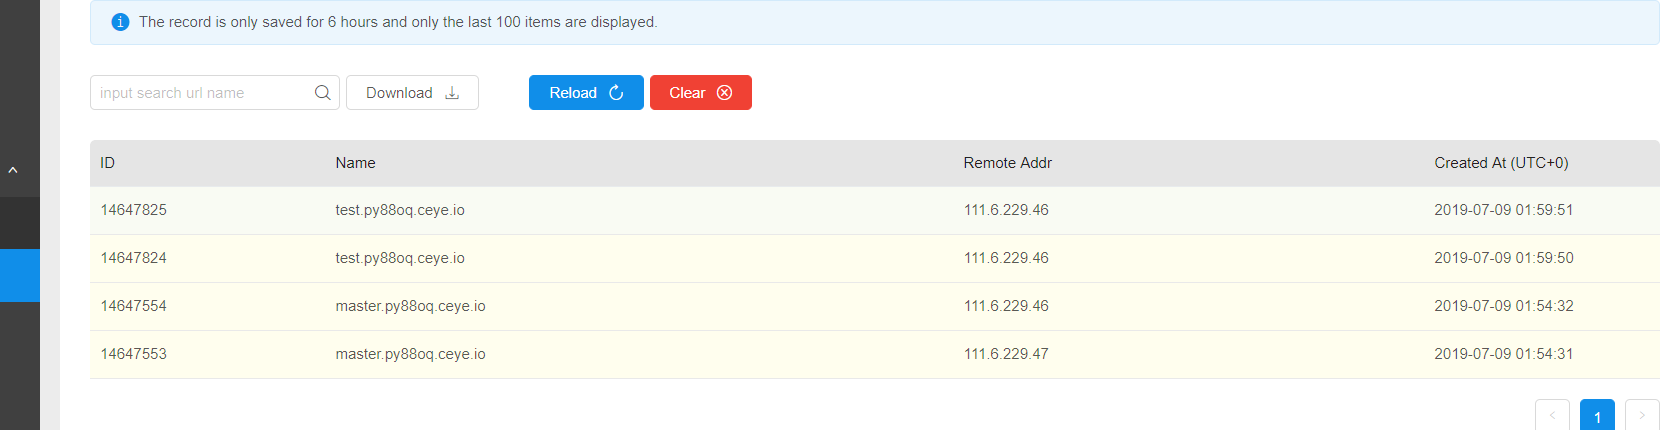 The record is only saved for 6 hours and only the last 100 items are displayed.
input search url name Download Reload Clear
ID Name Remote Addr Created At (UTC+0)
14647825 test.py88oq.ceye.io 111.6.229.46 2019-07-09 01:59:51
14647824 test.py88oq.ceye.io 111.6.229.46 2019-07-09 01:59:50
14647554 master.py88oq.ceye.io 111.6.229.46 2019-07-09 01:54:32
14647553 master.py88oq.ceye.io 111.6.229.47 2019-07-09 01:54:31
1